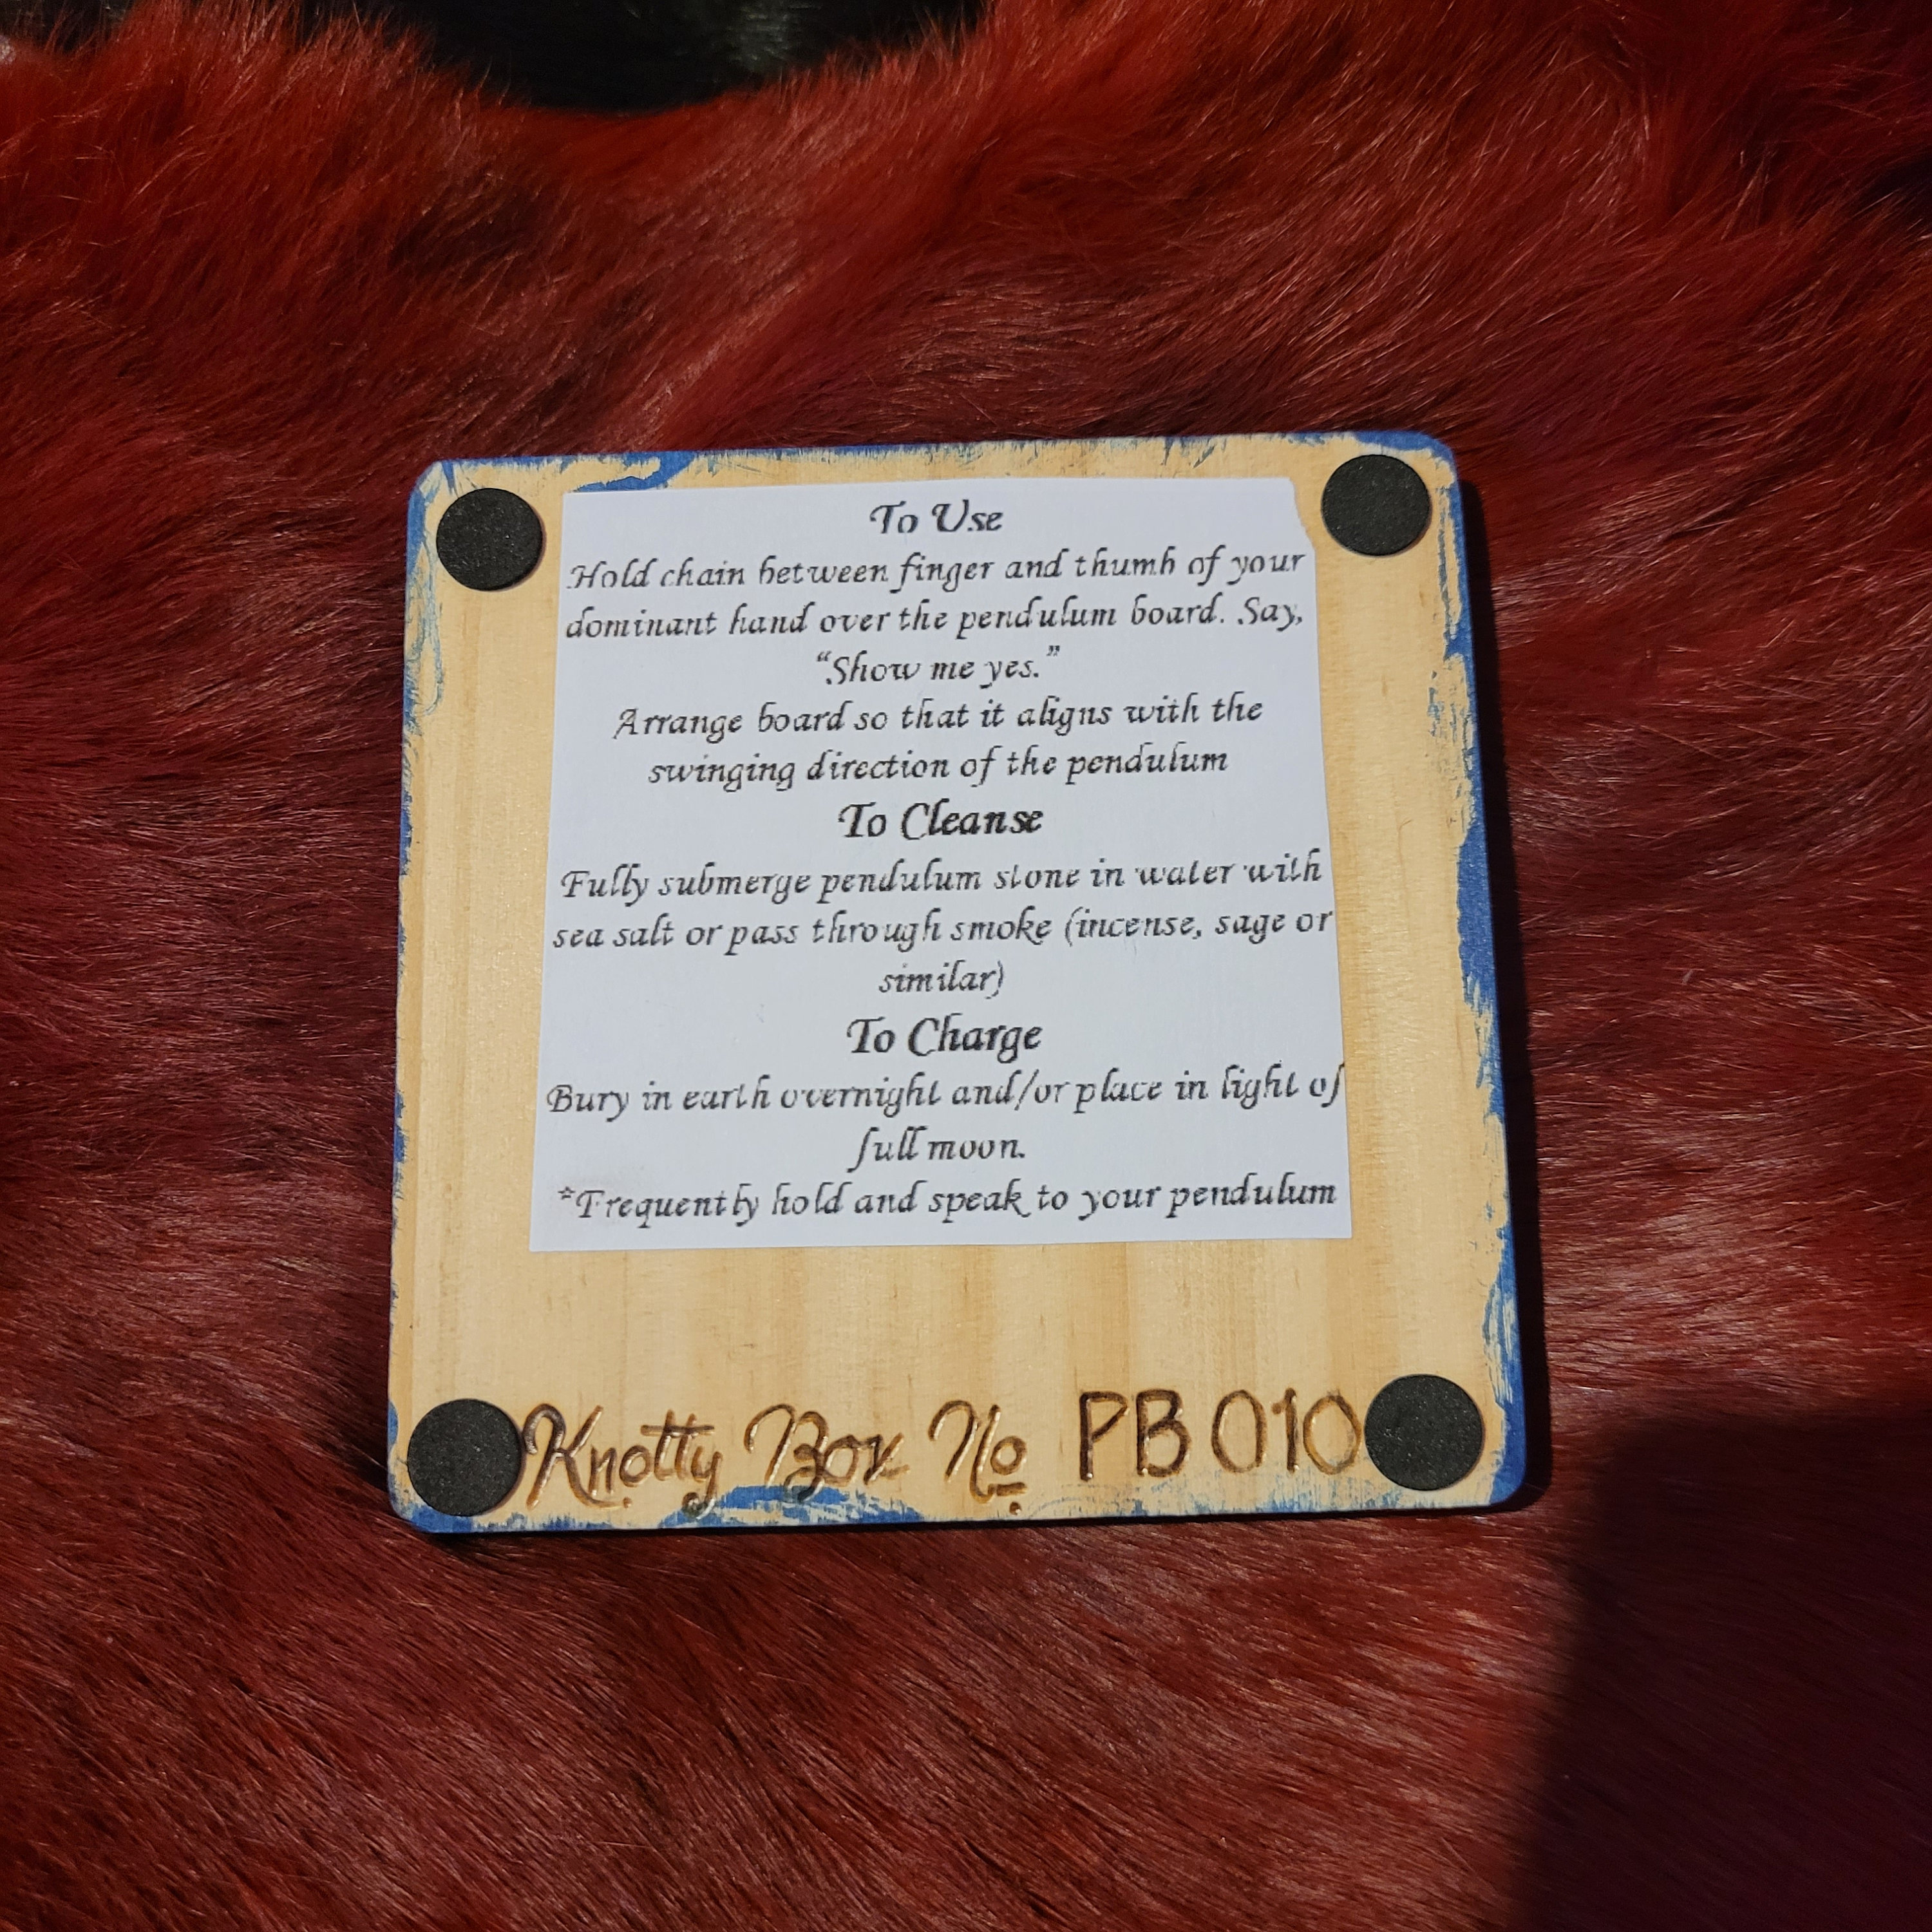 To Use
Hold chain between finger and thumb of your
dominant hand over the pendulum board. Say,
“Show me yes.”
Arrange board so that it aligns with the
swinging direction of the pendulum
To Cleanse
Fully submerge pendulum stone in water with
sea salt or pass through smoke (incense, sage or
similar)
To Charge
Bury in earth overnight and/or place in light of
full moon.
*Frequently hold and speak to your pendulum
Knotty Box No PB 010